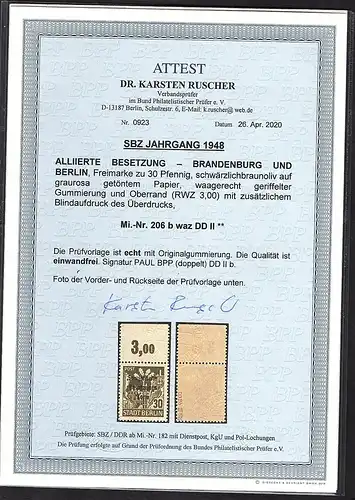 ATTEST
DR. KARSTEN RUSCHER
Verbandsprüfer
im Bund Philatelistischer Prüfer e. V.
D-13187 Berlin, Schulzestr. 6, E-Mail: k.ruscher@web.de
Nr. 0923 Datum 26. Apr. 2020
SBZ JAHRGANG 1948
ALLIIERTE BESETZUNG – BRANDENBURG UND
BERLIN, Freimarke zu 30 Pfennig, schwärzlichbraunoliv auf
graurosa getöntem Papier, waagerecht geriffelter
Gummierung und Oberrand (RWZ 3,00) mit zusätzlichem
Blindaufdruck des Überdrucks,
Mi.-Nr. 206 b waz DD II **
Die Prüfvorlage ist echt mit Originalgummierung. Die Qualität ist
einwandfrei. Signatur PAUL BPP (doppelt) DD II b.
Foto der Vorder- und Rückseite der Prüfvorlage unten.
3,00
POST
30
STADT BERLIN
Prüfgebiete: SBZ / DDR ab Mi.-Nr. 182 mit Dienstpost, KgU und Pol-Lochungen
Die Prüfung erfolgte auf Grund der Prüfordnung des Bundes Philatelistischer Prüfer e.V.